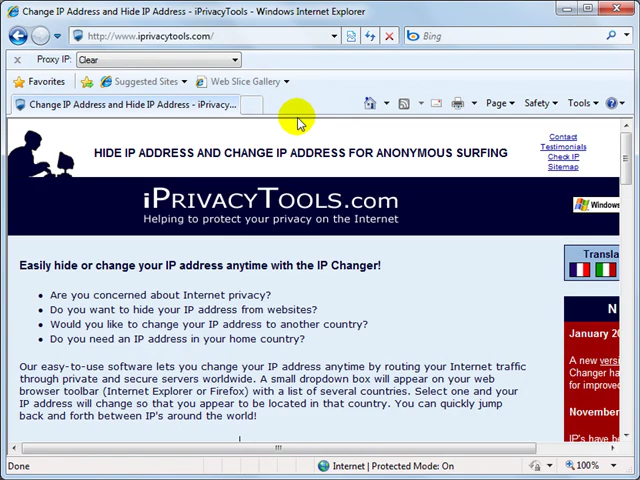 Change IP Address and Hide IP Address - iPrivacyTools - Windows Internet Explorer
http://www.iprivacytools.com/
Bing
Proxy IP: Clear
Favorites Suggested Sites Web Slice Gallery
Change IP Address and Hide IP Address - iPrivacy...
Page Safety Tools
Contact
Testimonials
Check IP
Sitemap
HIDE IP ADDRESS AND CHANGE IP ADDRESS FOR ANONYMOUS SURFING
iPRIVACYTOOLS.com
Helping to protect your privacy on the Internet
Windows
Transla
Easily hide or change your IP address anytime with the IP Changer!
• Are you concerned about Internet privacy?
• Do you want to hide your IP address from websites?
• Would you like to change your IP address to another country?
• Do you need an IP address in your home country?
Our easy-to-use software lets you change your IP address anytime by routing your Internet traffic
through private and secure servers worldwide. A small dropdown box will appear on your web
browser toolbar (Internet Explorer or Firefox) with a list of several countries. Select one and your
IP address will change so that you appear to be located in that country. You can quickly jump
back and forth between IP's around the world!
N
January 20
A new versi
Changer ha
for improved
November
IP's have be
Done
Internet | Protected Mode: On
100%